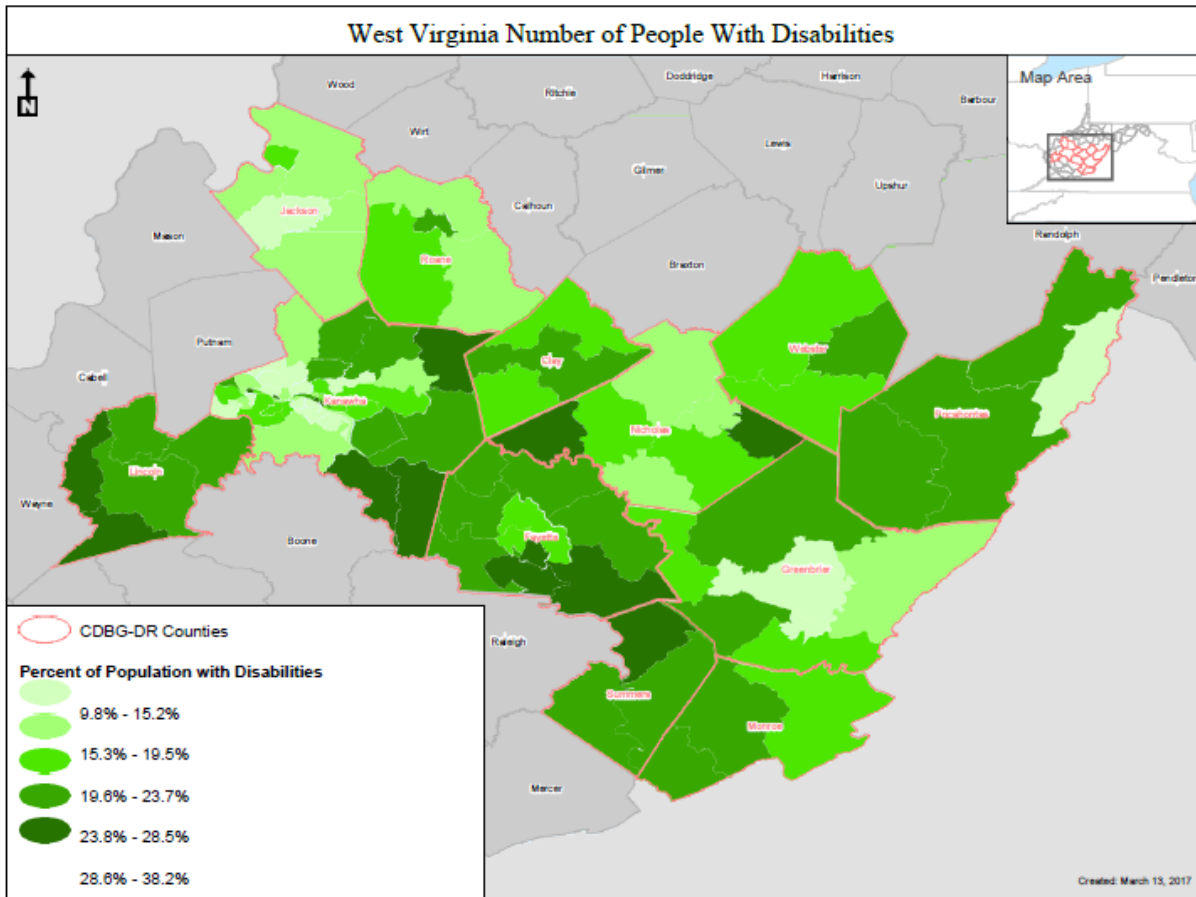 West Virginia Number of People With Disabilities
N
Map Area
Wood
Ritchie
Doddridge
Harrison
Barbour
Wirt
Lewis
Gilmer
Upshur
Calhoun
Jackson
Mason
Roane
Braxton
Randolph
Pendleton
Putnam
Cabell
Clay
Webster
Kanawha
Pocahontas
Nicholas
Lincoln
Wayne
Boone
Fayette
Greenbrier
Raleigh
Summers
Monroe
Mercer
CDBG-DR Counties
Percent of Population with Disabilities
9.8% - 15.2%
15.3% - 19.5%
19.6% - 23.7%
23.8% - 28.5%
28.6% - 38.2%
Created: March 13, 2017